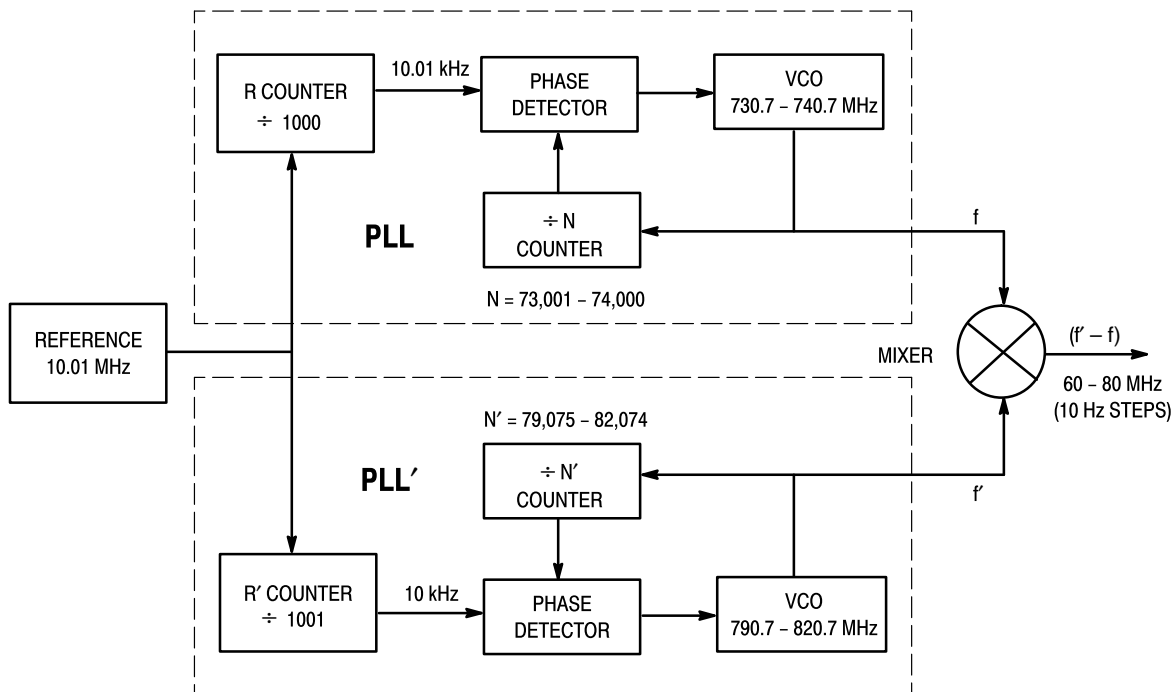 R COUNTER
÷ 1000
10.01 kHz
PHASE
DETECTOR
VCO
730.7 – 740.7 MHz
PLL
÷ N
COUNTER
f
N = 73,001 – 74,000
REFERENCE
10.01 MHz
MIXER
(f′ – f)
60 – 80 MHz
(10 Hz STEPS)
N′ = 79,075 – 82,074
PLL′
÷ N′
COUNTER
f′
R′ COUNTER
÷ 1001
10 kHz
PHASE
DETECTOR
VCO
790.7 – 820.7 MHz